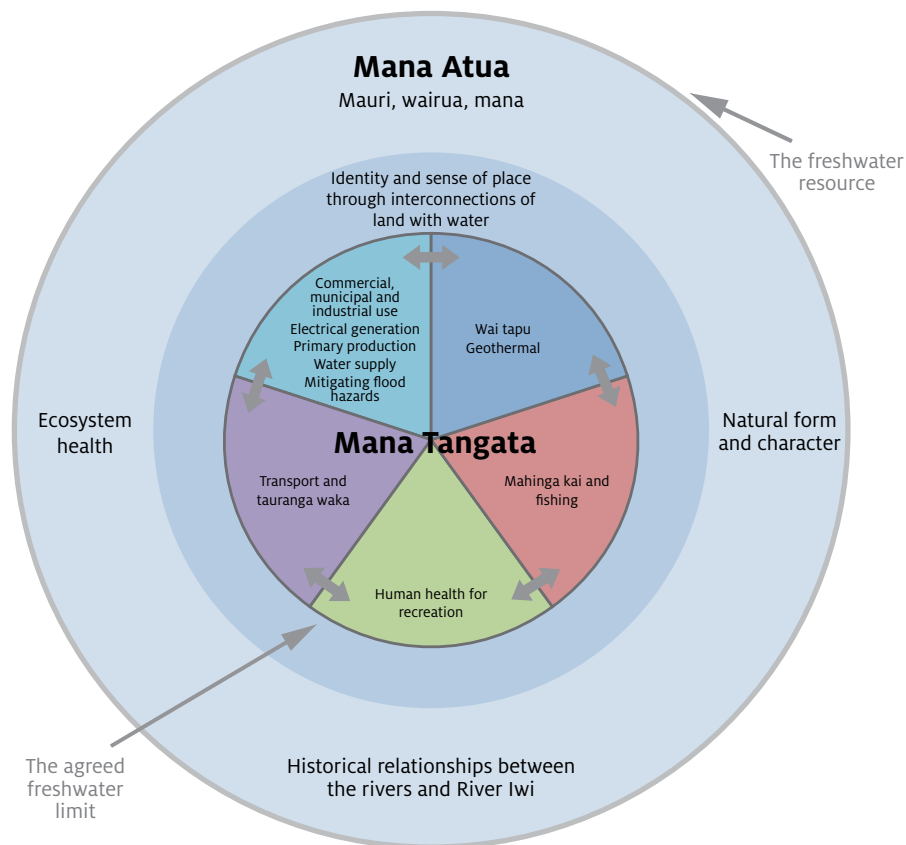 Mana Atua
Mauri, wairua, mana
The freshwater
resource
Identity and sense of place
through interconnections of
land with water
Commercial,
municipal and
industrial use
Electrical generation
Primary production
Water supply
Mitigating flood
hazards
Wai tapu
Geothermal
Ecosystem
health
Natural form
and character
Mana Tangata
Transport and
tauranga waka
Mahinga kai and
fishing
Human health for
recreation
The agreed
freshwater
limit
Historical relationships between
the rivers and River Iwi